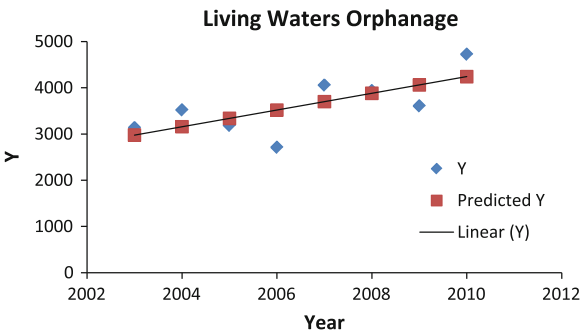 Living Waters Orphanage
5000
4000
3000
2000
1000
0
Y
2002 2004 2006 2008 2010 2012
Year
Y
Predicted Y
Linear (Y)